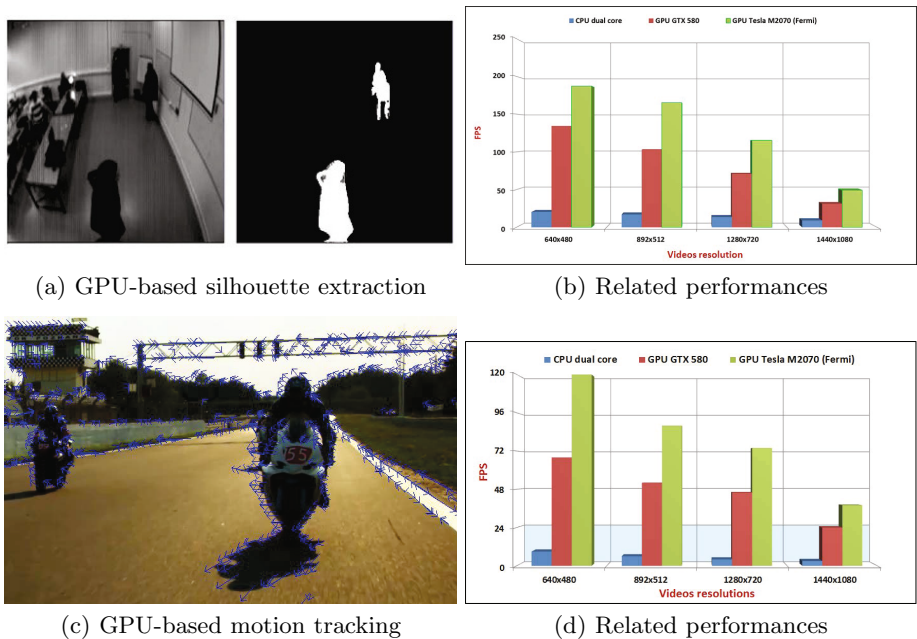 CPU dual core GPU GTX 580 GPU Tesla M2070 (Fermi)
250
200
150
100
50
0
FPS
640x480 892x512 1280x720 1440x1080
Videos resolution
(a) GPU-based silhouette extraction
(b) Related performances
55
CPU dual core GPU GTX 580 GPU Tesla M2070 (Fermi)
120
96
72
48
24
0
FPS
640x480 892x512 1280x720 1440x1080
Videos resolutions
(c) GPU-based motion tracking
(d) Related performances